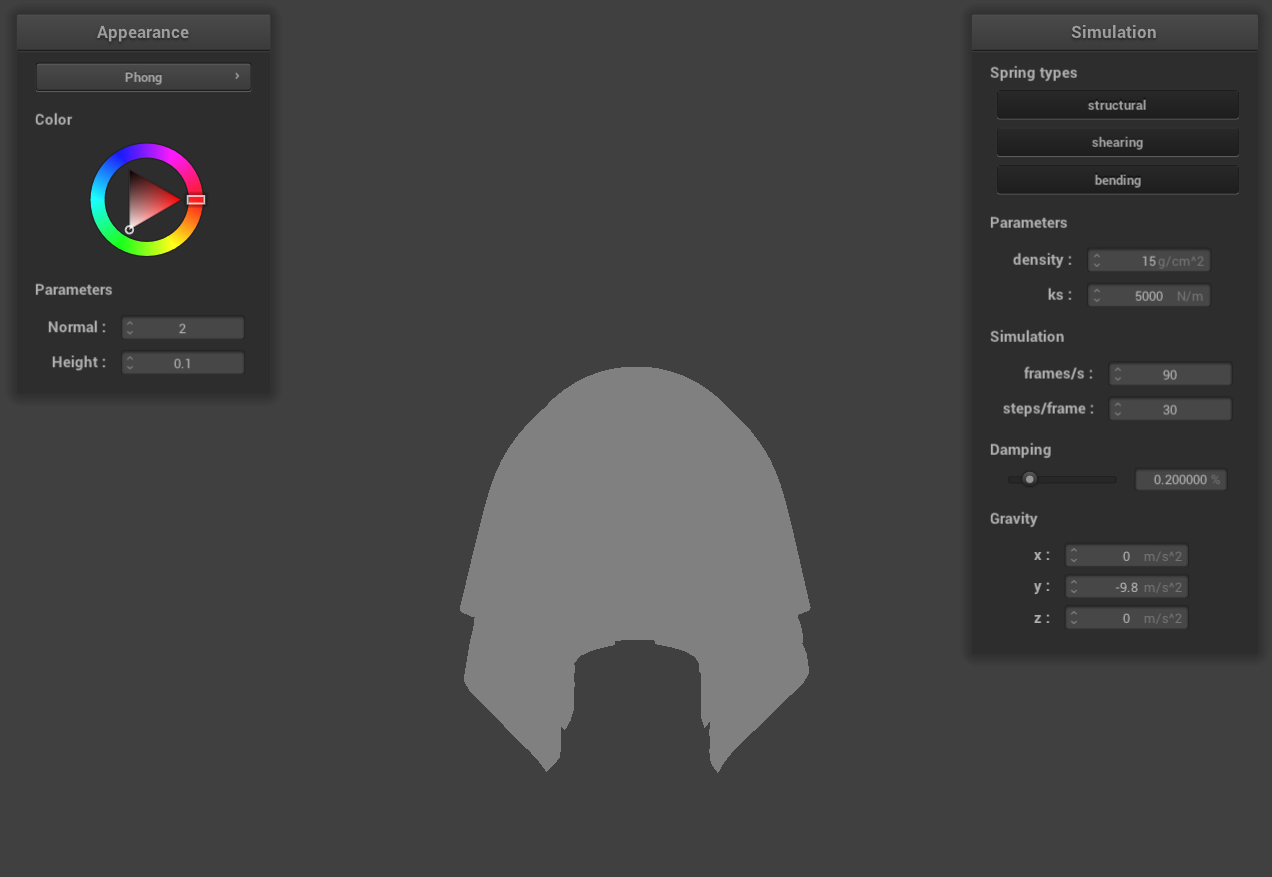 Appearance
Phong
Color
Parameters
Normal : 2
Height : 0.1
Simulation
Spring types
structural
shearing
bending
Parameters
density : 15 g/cm^2
ks : 5000 N/m
Simulation
frames/s : 90
steps/frame : 30
Damping
0.200000 %
Gravity
x : 0 m/s^2
y : -9.8 m/s^2
z : 0 m/s^2